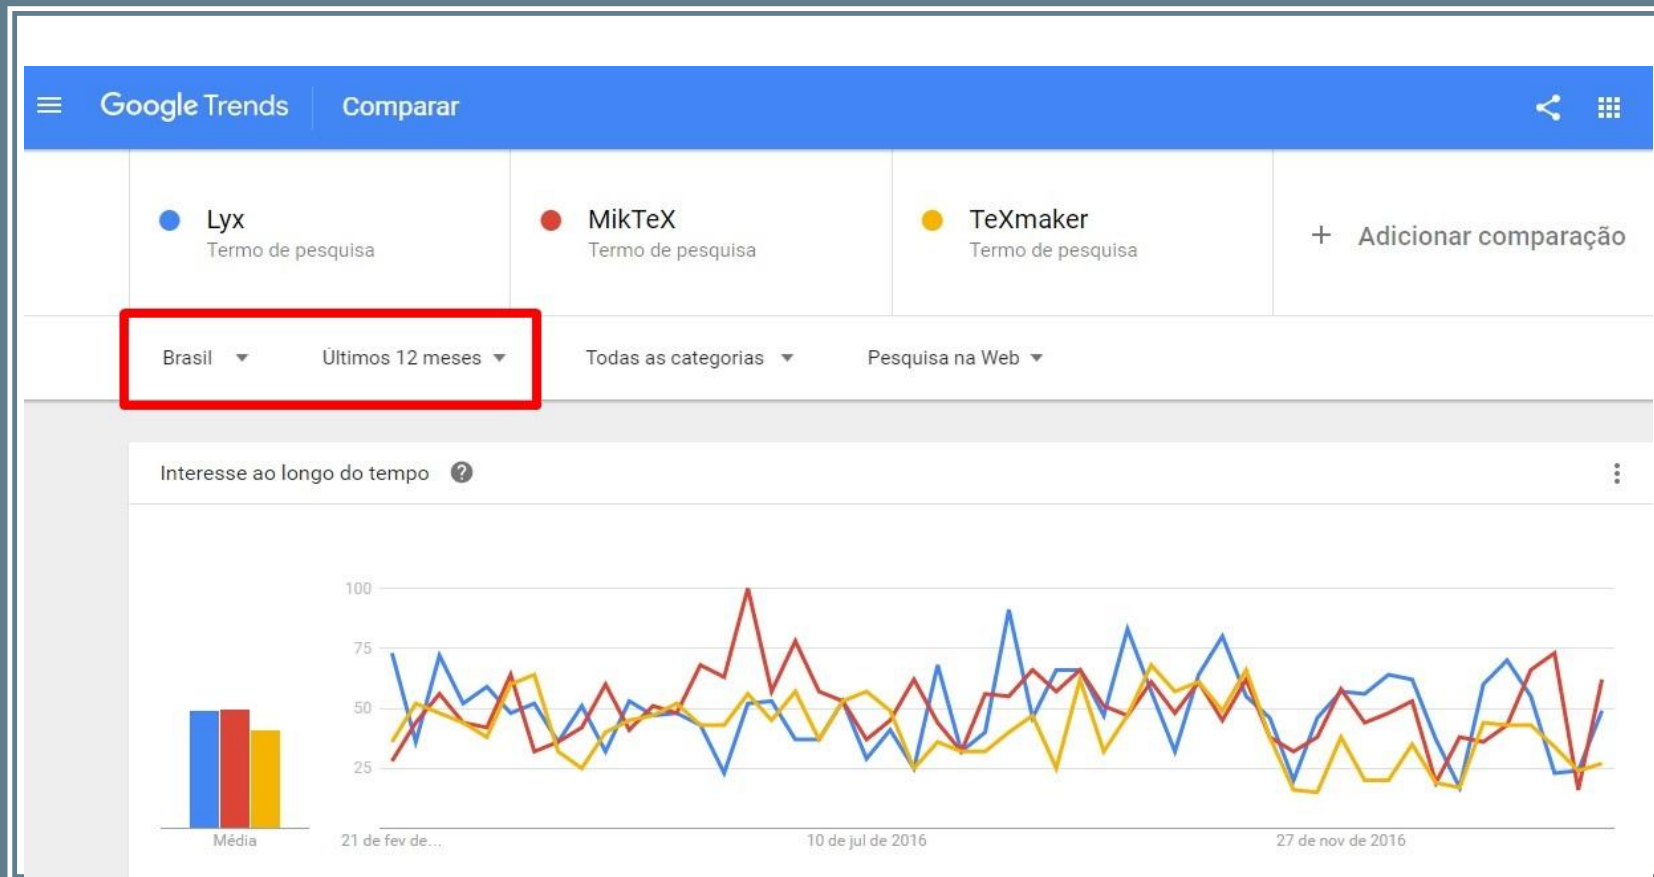 Google Trends Comparar
Lyx
Termo de pesquisa
MikTeX
Termo de pesquisa
TeXmaker
Termo de pesquisa
+ Adicionar comparação
Brasil Últimos 12 meses Todas as categorias Pesquisa na Web
Interesse ao longo do tempo ?
100
75
50
25
Média 21 de fev de... 10 de jul de 2016 27 de nov de 2016